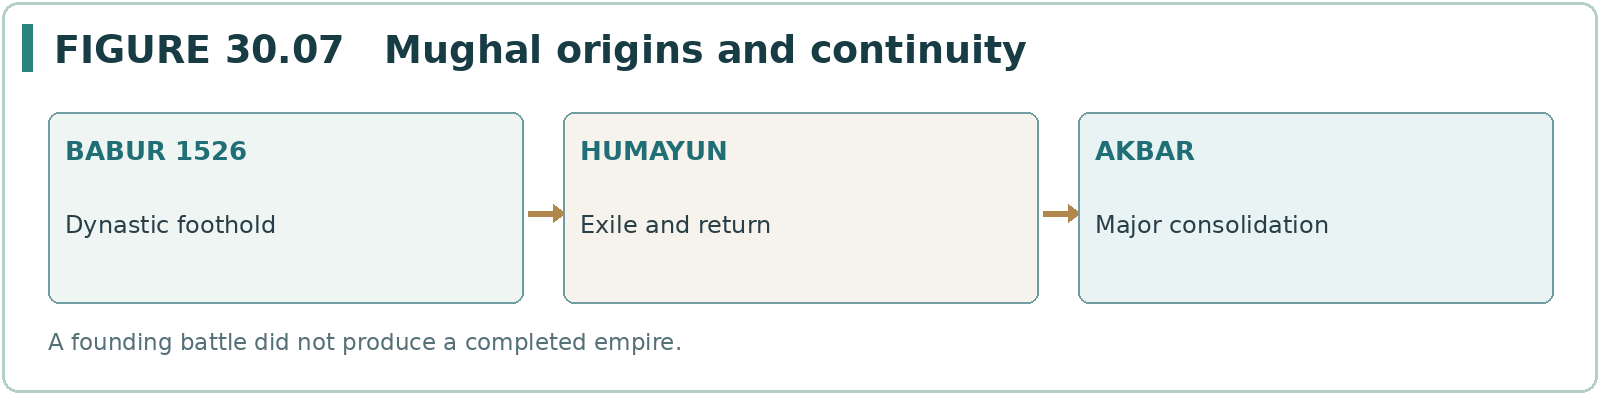 FIGURE 30.07 Mughal origins and continuity
BABUR 1526
Dynastic foothold
HUMAYUN
Exile and return
AKBAR
Major consolidation
A founding battle did not produce a completed empire.